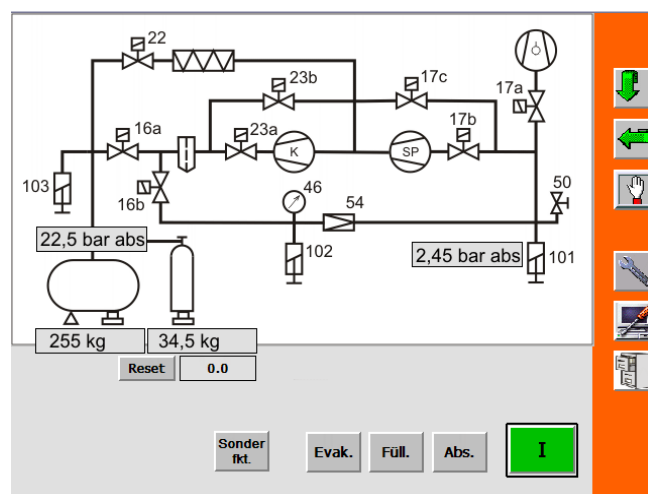 22
23b
17c
17a
16a
23a
17b
K
SP
103
16b
46
50
54
22,5 bar abs
102
2,45 bar abs
101
255 kg
34,5 kg
Reset
0.0
Sonder
fkt.
Evak.
Füll.
Abs.
I